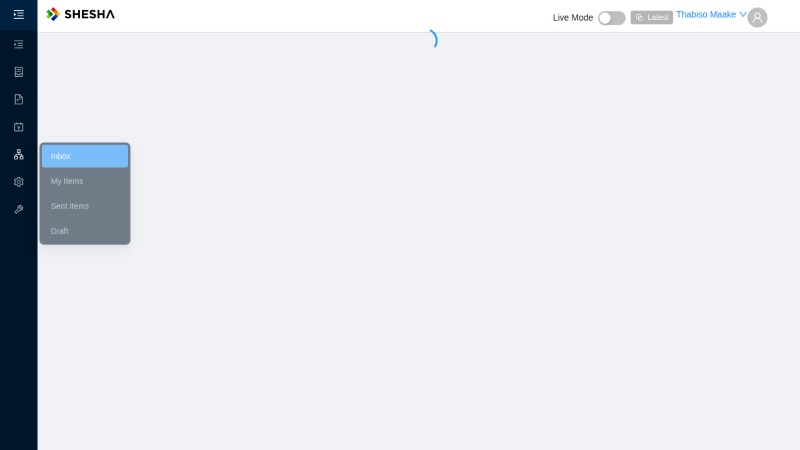 SHESHA
Live Mode
Latest
Thabiso Maake
Inbox
My Items
Sent Items
Draft